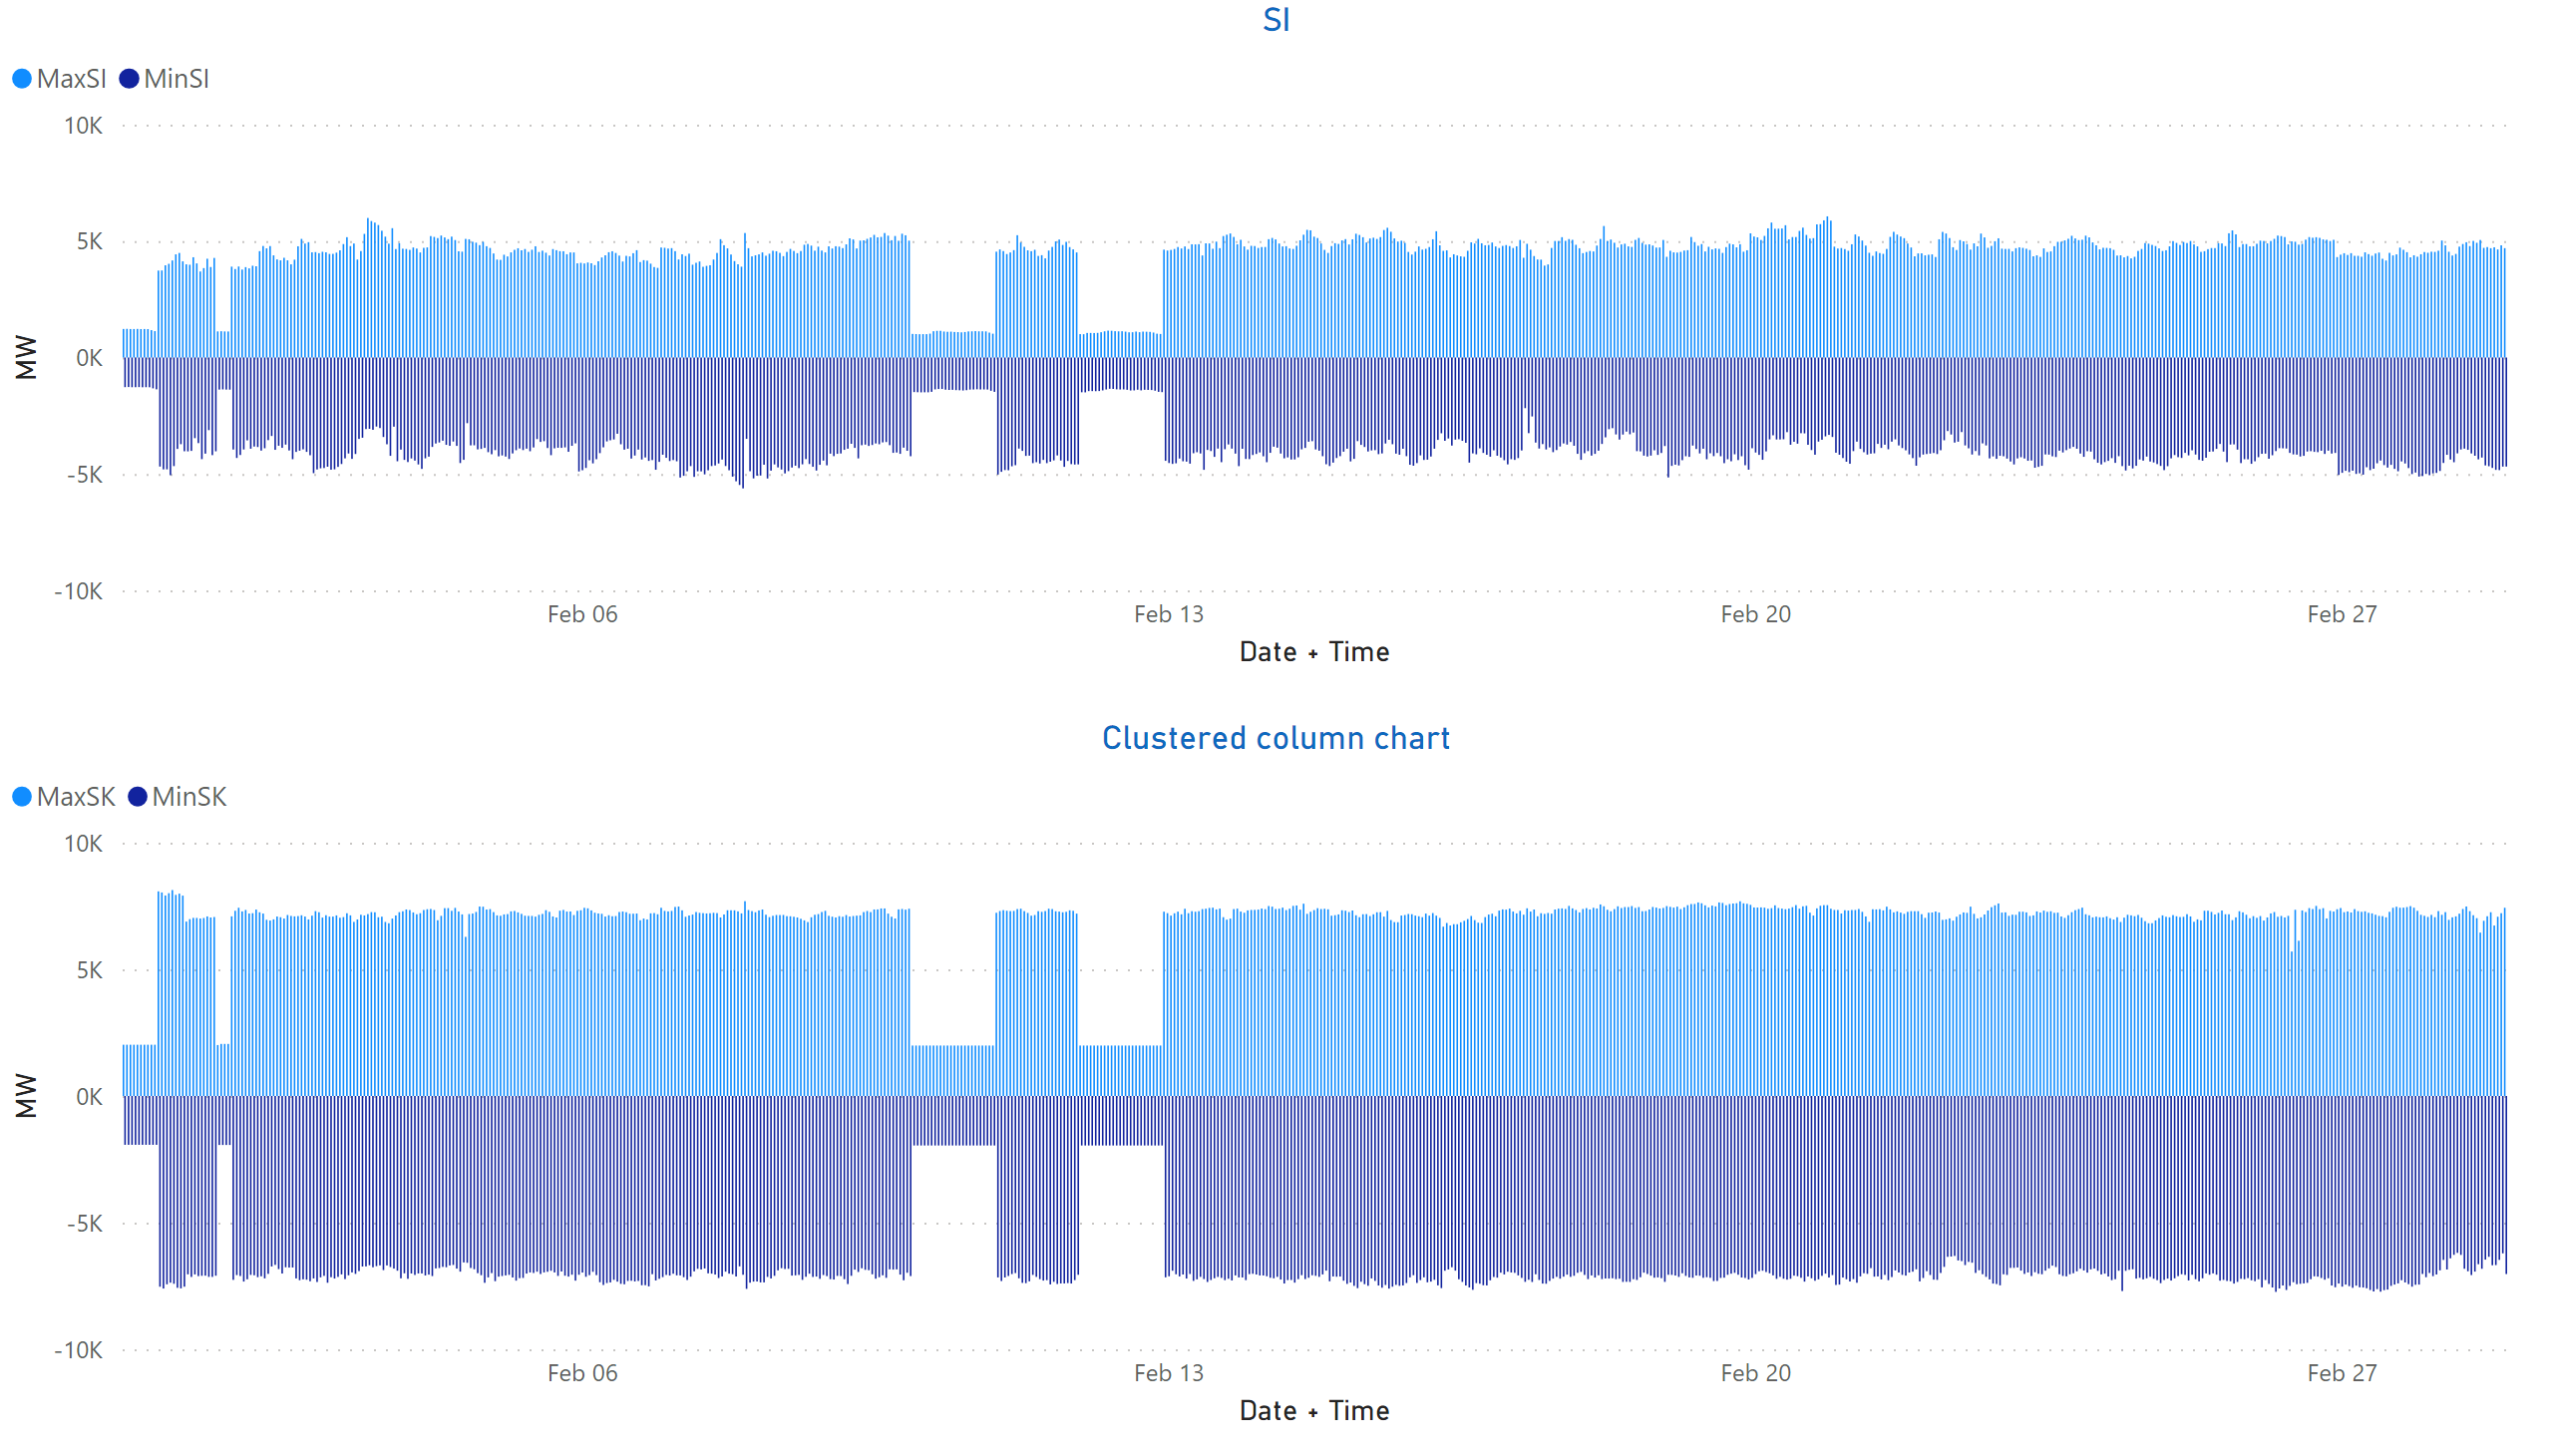 SI
MaxSI MinSI
10K
5K
0K
-5K
-10K
MW
Feb 06 Feb 13 Feb 20 Feb 27
Date + Time
Clustered column chart
MaxSK MinSK
10K
5K
0K
-5K
-10K
MW
Feb 06 Feb 13 Feb 20 Feb 27
Date + Time